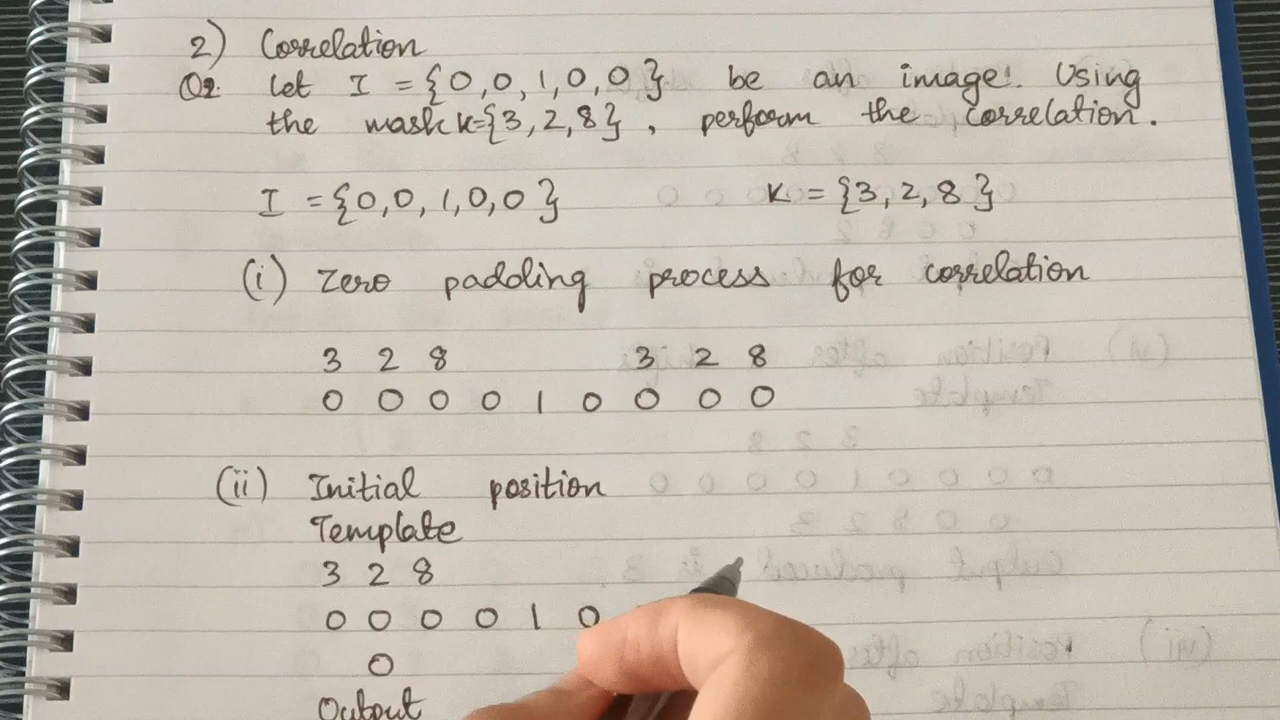 2) Correlation
Q2. Let I = {0,0,1,0,0} be an image. Using
the mask K={3,2,8}, perform the correlation.
I = {0,0,1,0,0} K = {3,2,8}
(i) Zero padding process for correlation
3 2 8 3 2 8
0 0 0 0 1 0 0 0 0
(ii) Initial position
Template
3 2 8
0 0 0 0 1 0
0
Output